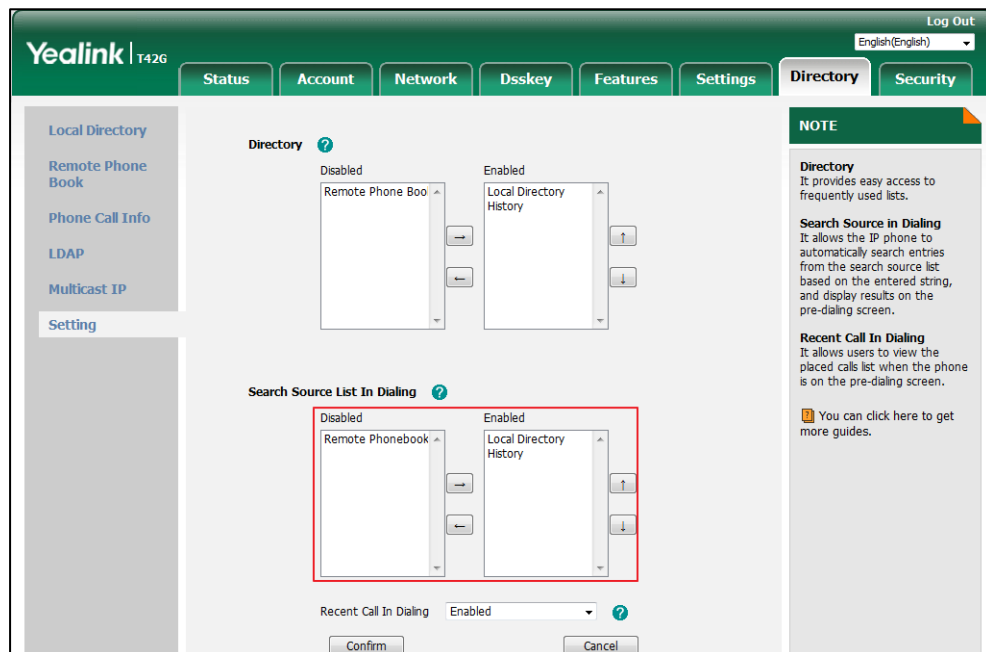 Log Out
English(English)
Yealink | T42G
Status Account Network Dsskey Features Settings Directory Security
Local Directory
Remote Phone
Book
Phone Call Info
LDAP
Multicast IP
Setting
Directory ?
Disabled Enabled
Remote Phone Boo
Local Directory
History
→
←
↑
↓
Search Source List In Dialing ?
Disabled Enabled
Remote Phonebook
Local Directory
History
→
←
↑
↓
Recent Call In Dialing Enabled ?
Confirm Cancel
NOTE
Directory
It provides easy access to
frequently used lists.
Search Source in Dialing
It allows the IP phone to
automatically search entries
from the search source list
based on the entered string,
and display results on the
pre-dialing screen.
Recent Call In Dialing
It allows users to view the
placed calls list when the phone
is on the pre-dialing screen.
? You can click here to get
more guides.